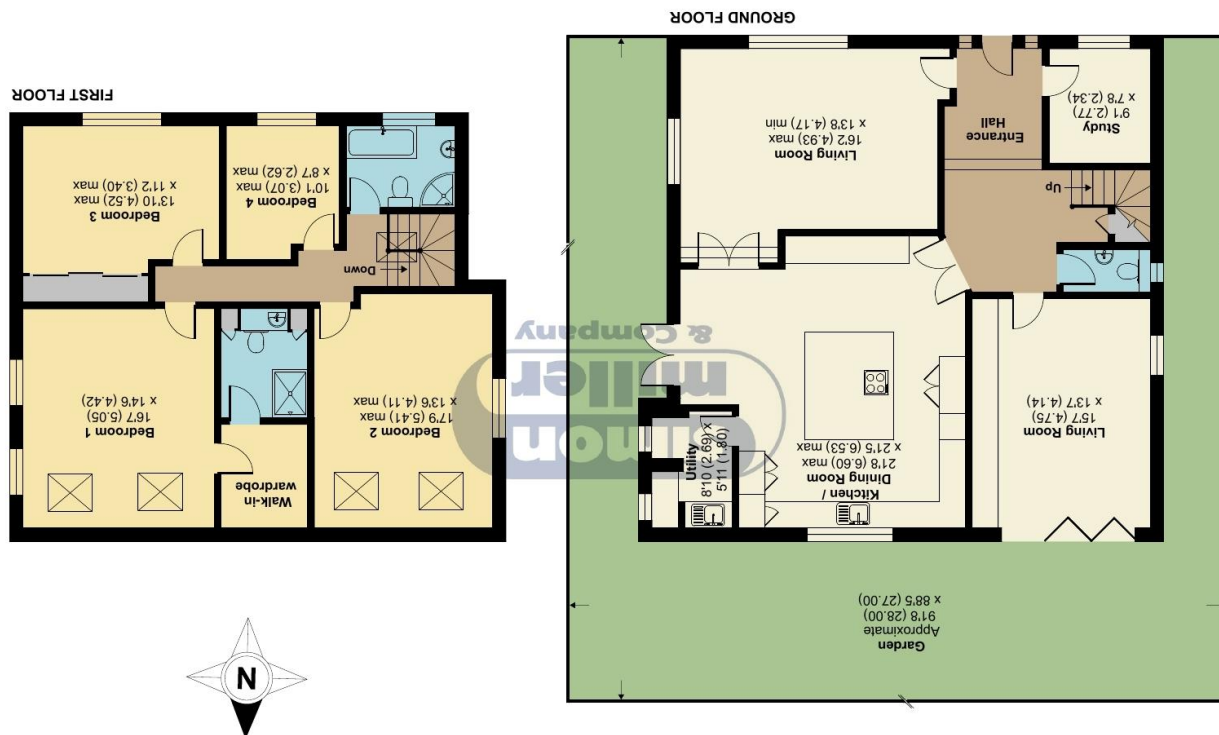 Garden
Approximate
91'8 (28.00)
x 88'5 (27.00)
Kitchen /
Dining Room
21'8 (6.60) max
x 21'5 (6.53) max
Utility
8'10 (2.69) x
5'11 (1.80)
Living Room
15'7 (4.75)
x 13'7 (4.14)
Up
Entrance
Hall
Study
9'1 (2.77)
x 7'8 (2.34)
Living Room
16'2 (4.93) max
x 13'8 (4.17) min
GROUND FLOOR
N
Bedroom 2
17'9 (5.41) max
x 13'6 (4.11) max
Walk-in
wardrobe
Bedroom 1
16'7 (5.05)
x 14'6 (4.42)
Down
Bedroom 4
10'1 (3.07) max
x 8'7 (2.62) max
Bedroom 3
13'10 (4.52) max
x 11'2 (3.40) max
FIRST FLOOR
simon
miller
& Company